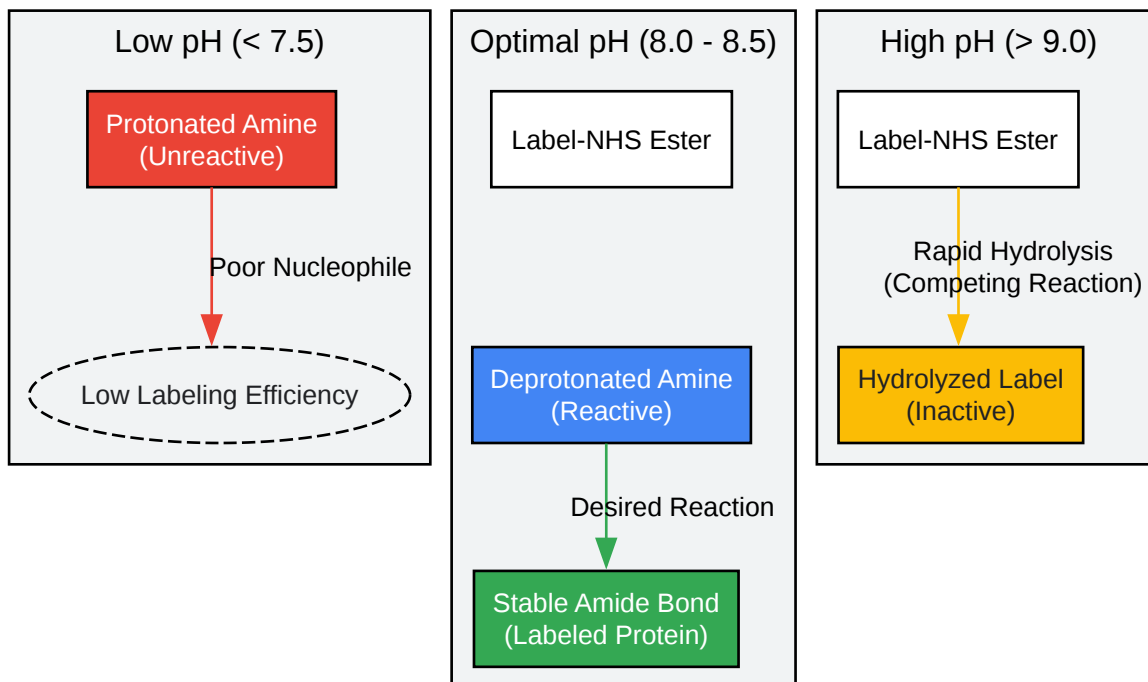 Low pH (< 7.5)
Protonated Amine
(Unreactive)
Poor Nucleophile
Low Labeling Efficiency
Optimal pH (8.0 - 8.5)
Label-NHS Ester
Deprotonated Amine
(Reactive)
Desired Reaction
Stable Amide Bond
(Labeled Protein)
High pH (> 9.0)
Label-NHS Ester
Rapid Hydrolysis
(Competing Reaction)
Hydrolyzed Label
(Inactive)